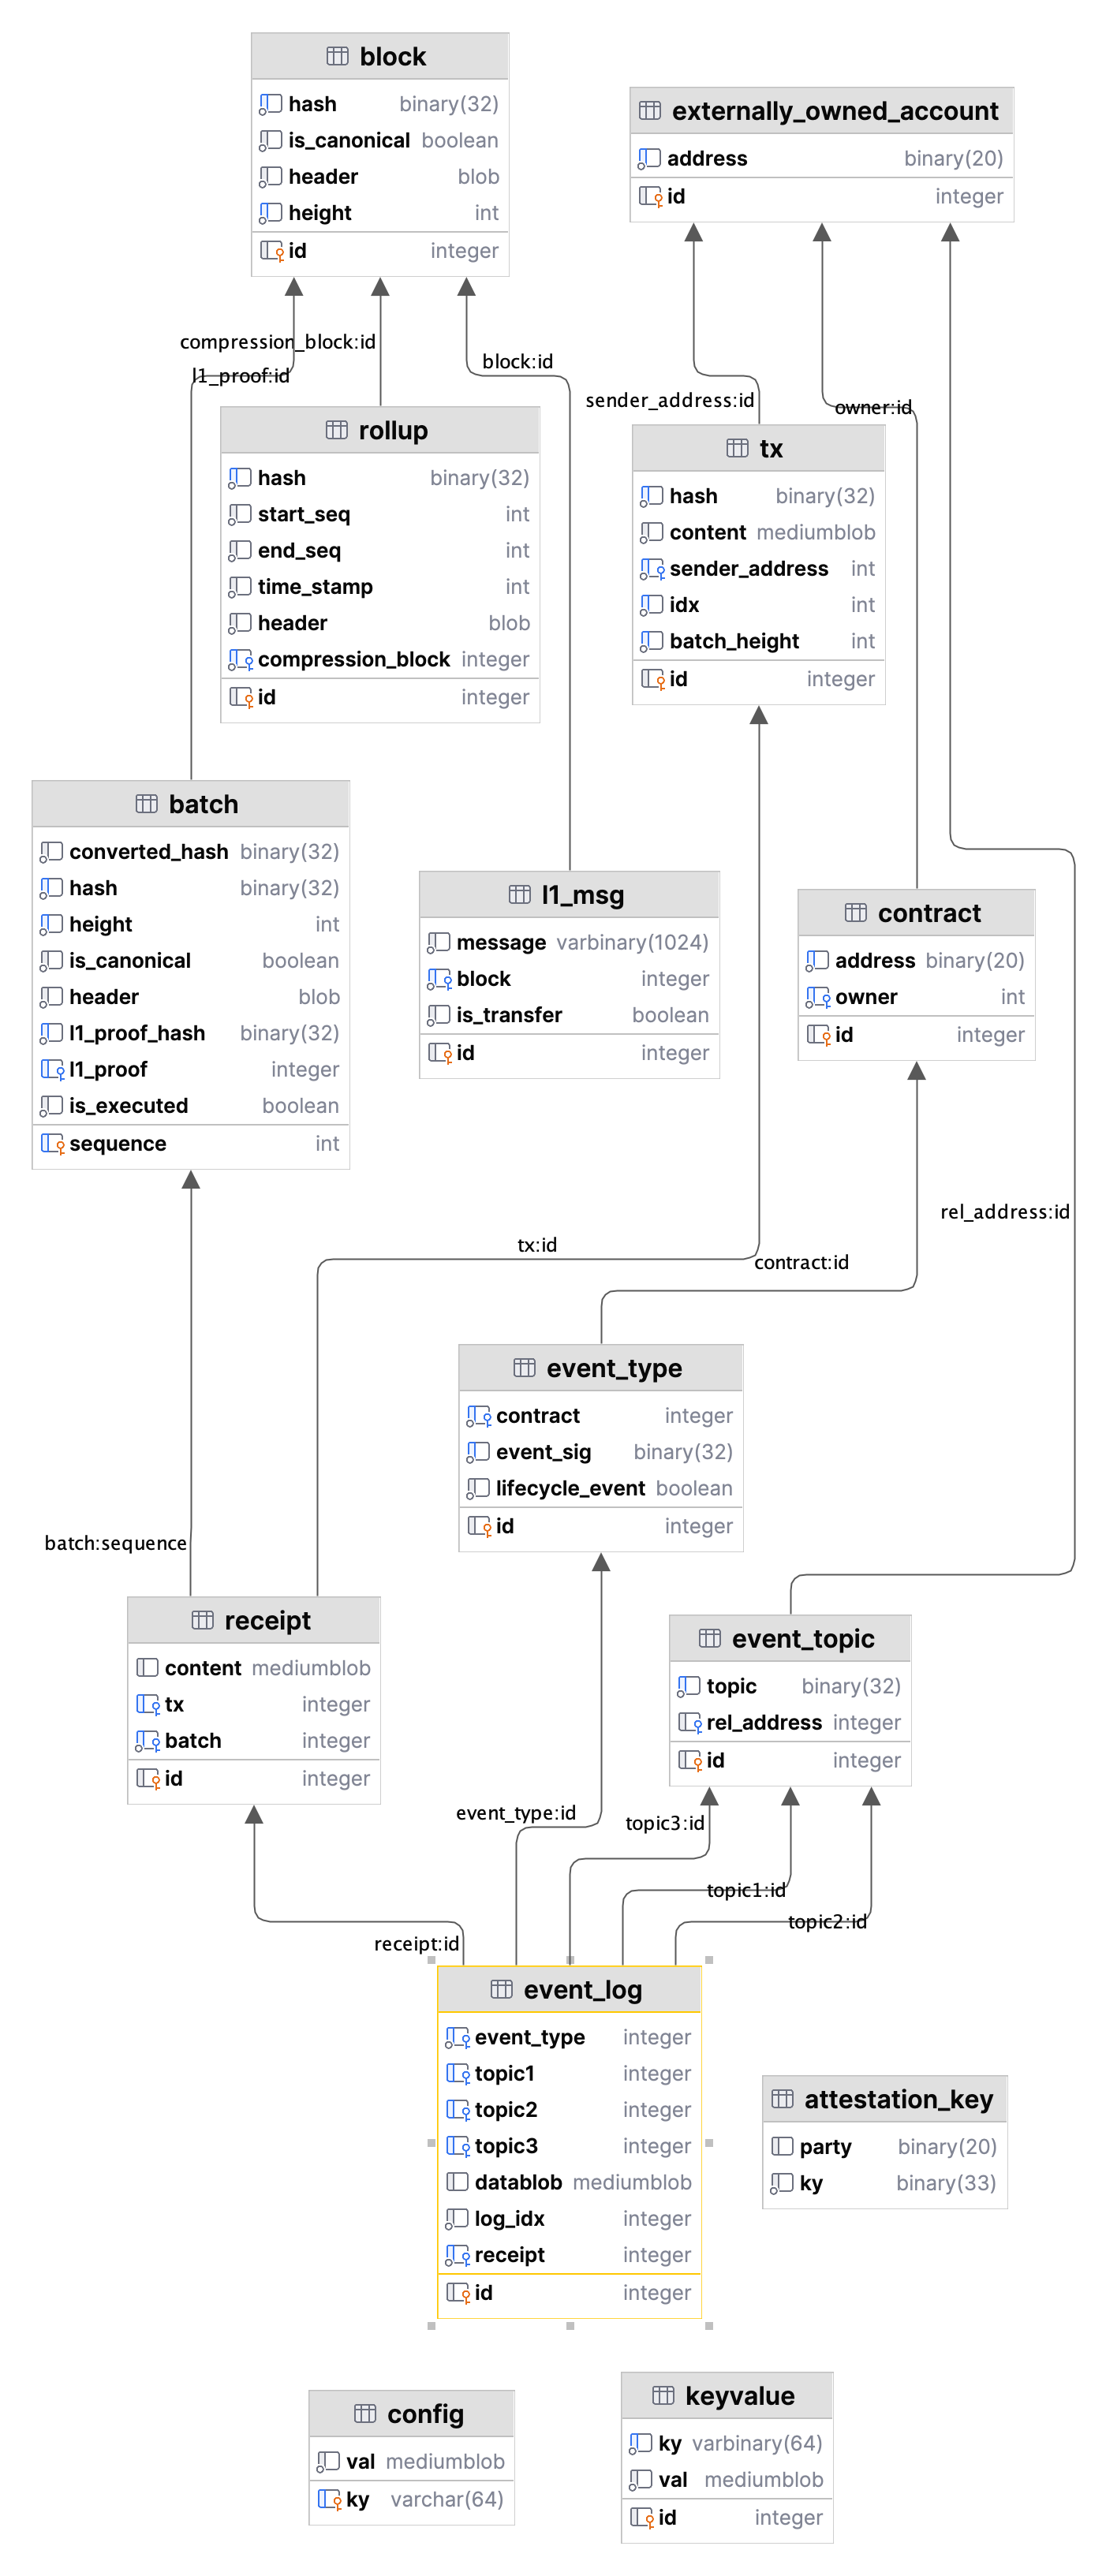 block
hash binary(32)
is_canonical boolean
header blob
height int
id integer
externally_owned_account
address binary(20)
id integer
compression_block:id
l1_proof:id
block:id
sender_address:id
owner:id
rollup
hash binary(32)
start_seq int
end_seq int
time_stamp int
header blob
compression_block integer
id integer
tx
hash binary(32)
content mediumblob
sender_address int
idx int
batch_height int
id integer
batch
converted_hash binary(32)
hash binary(32)
height int
is_canonical boolean
header blob
l1_proof_hash binary(32)
l1_proof integer
is_executed boolean
sequence int
l1_msg
message varbinary(1024)
block integer
is_transfer boolean
id integer
contract
address binary(20)
owner int
id integer
rel_address:id
tx:id
contract:id
event_type
contract integer
event_sig binary(32)
lifecycle_event boolean
id integer
batch:sequence
receipt
content mediumblob
tx integer
batch integer
id integer
event_topic
topic binary(32)
rel_address integer
id integer
event_type:id
topic3:id
topic1:id
topic2:id
receipt:id
event_log
event_type integer
topic1 integer
topic2 integer
topic3 integer
datablob mediumblob
log_idx integer
receipt integer
id integer
attestation_key
party binary(20)
ky binary(33)
config
val mediumblob
ky varchar(64)
keyvalue
ky varbinary(64)
val mediumblob
id integer